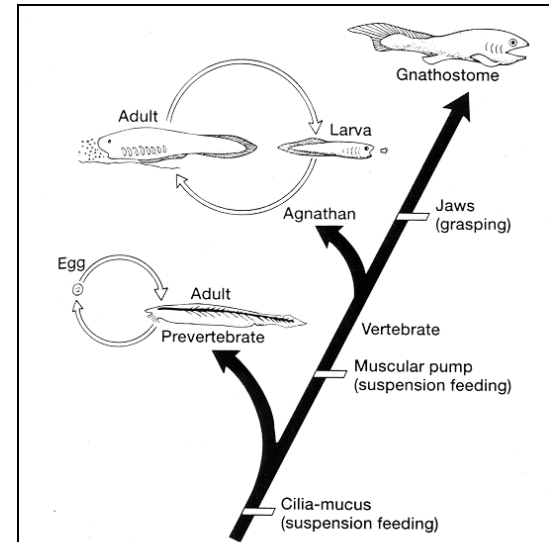 Gnathostome
Adult
Larva
Jaws
(grasping)
Agnathan
Egg
Adult
Prevertebrate
Vertebrate
Muscular pump
(suspension feeding)
Cilia-mucus
(suspension feeding)